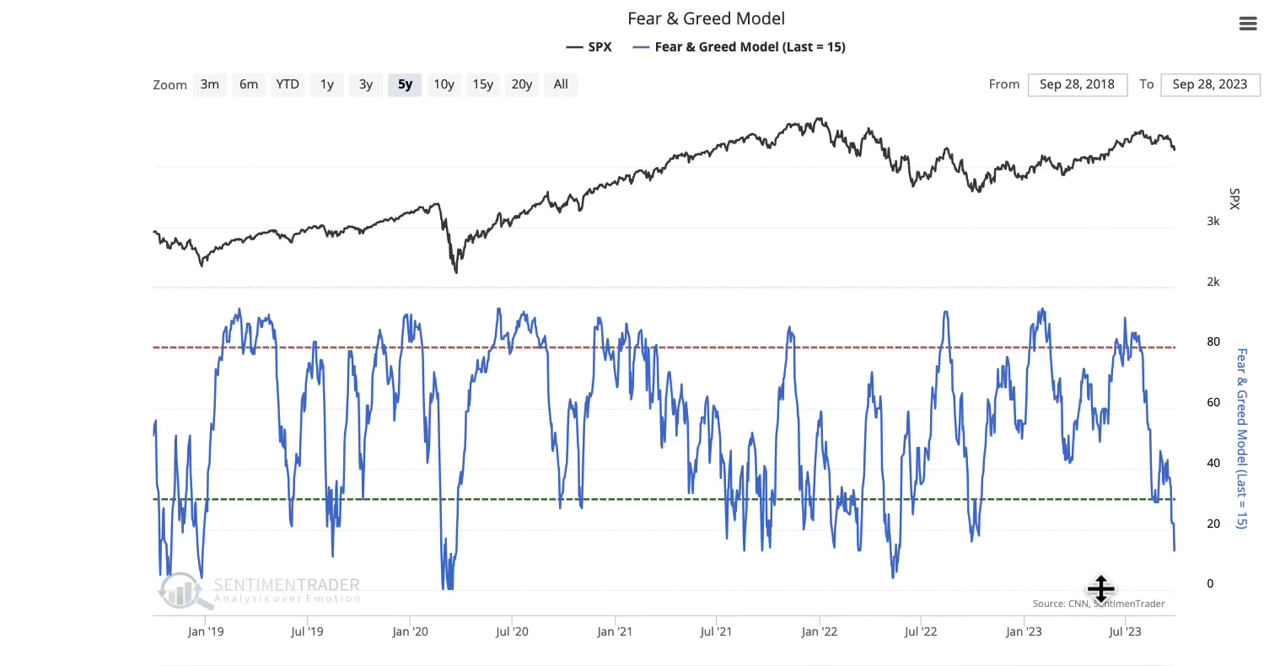 Fear & Greed Model
SPX Fear & Greed Model (Last = 15)
Zoom 3m 6m YTD 1y 3y 5y 10y 15y 20y All From Sep 28, 2018 To Sep 28, 2023
SPX
3k
2k
80
60
40
20
0
Fear & Greed Model (Last = 15)
SENTIMENTRADER
Analysis over Emotion
Source: CNN, SentimenTrader
Jan '19 Jul '19 Jan '20 Jul '20 Jan '21 Jul '21 Jan '22 Jul '22 Jan '23 Jul '23